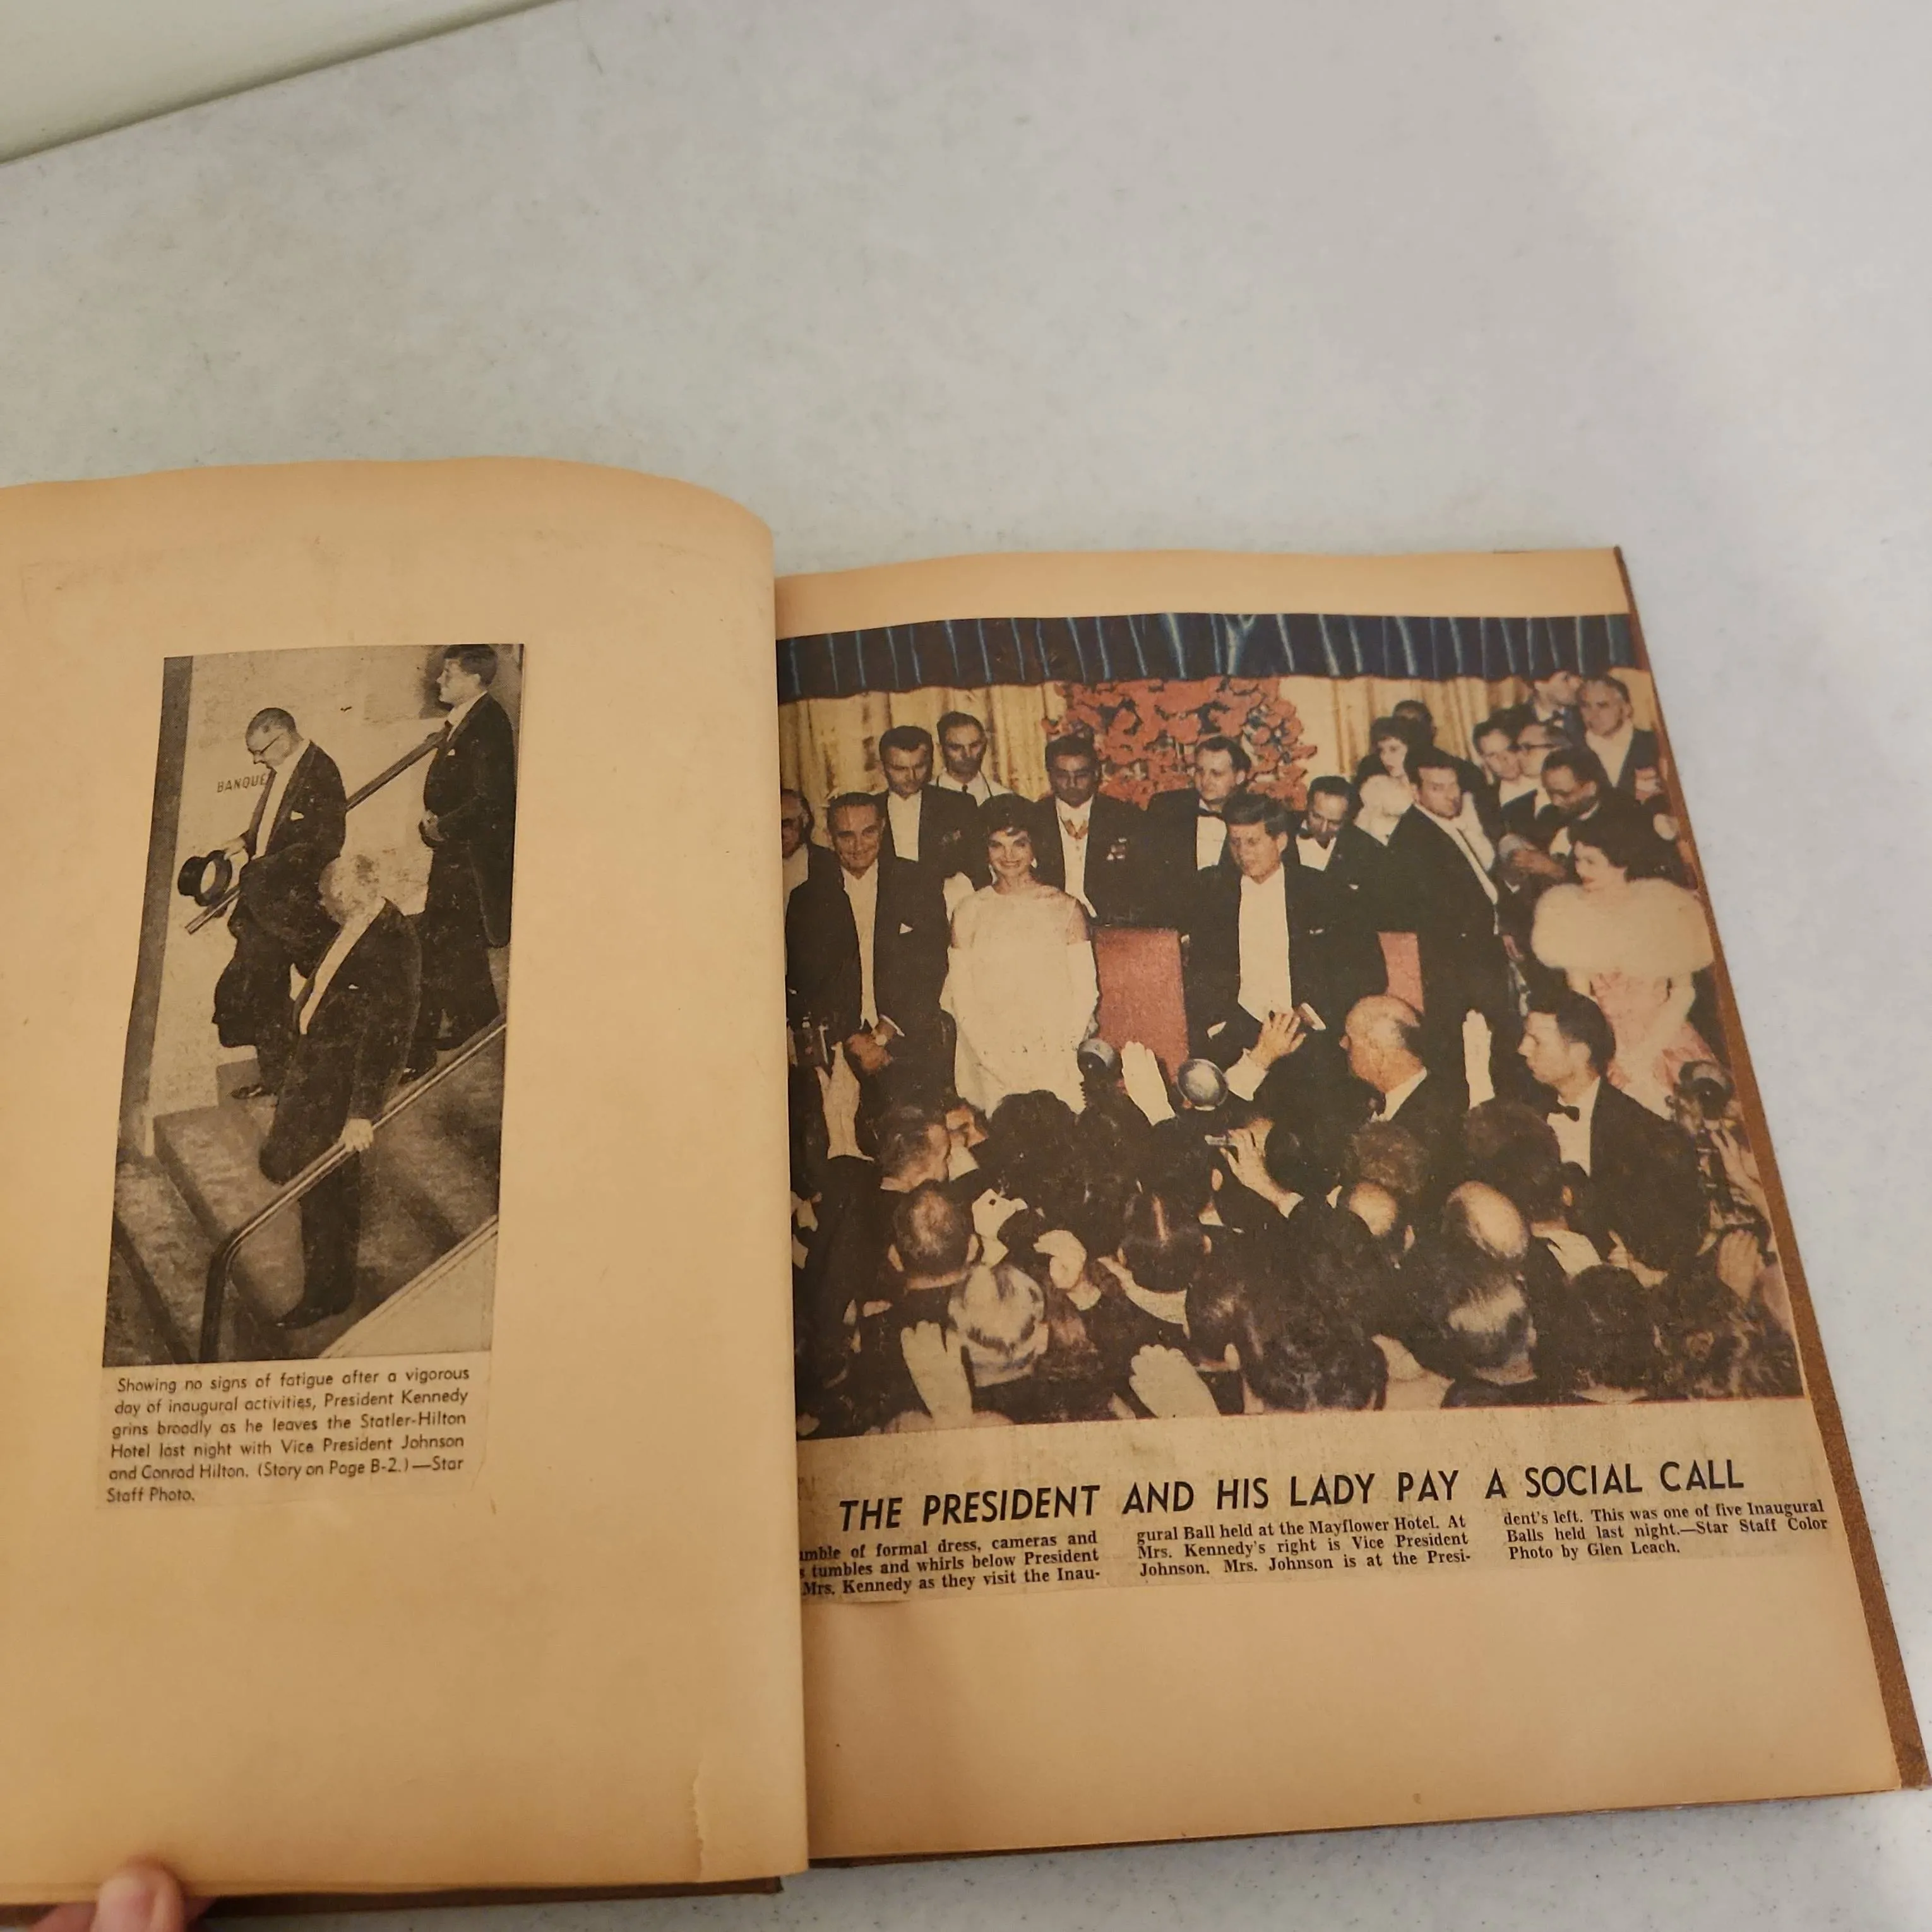 BANQUE
Showing no signs of fatigue after a vigorous
day of inaugural activities, President Kennedy
grins broadly as he leaves the Statler-Hilton
Hotel last night with Vice President Johnson
and Conrad Hilton. (Story on Page B-2.)—Star
Staff Photo.
THE PRESIDENT AND HIS LADY PAY A SOCIAL CALL
umble of formal dress, cameras and
s tumbles and whirls below President
Mrs. Kennedy as they visit the Inau-
gural Ball held at the Mayflower Hotel. At
Mrs. Kennedy's right is Vice President
Johnson. Mrs. Johnson is at the Presi-
dent's left. This was one of five Inaugural
Balls held last night.—Star Staff Color
Photo by Glen Leach.